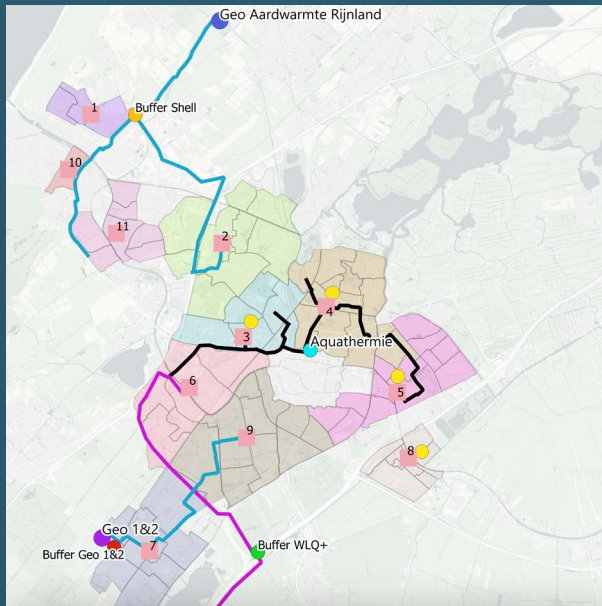 Geo Aardwarmte Rijnland
1
Buffer Shell
10
11
2
4
3
Aquathermie
6
5
9
8
Geo 1&2
Buffer Geo 1&2
7
Buffer WLQ+